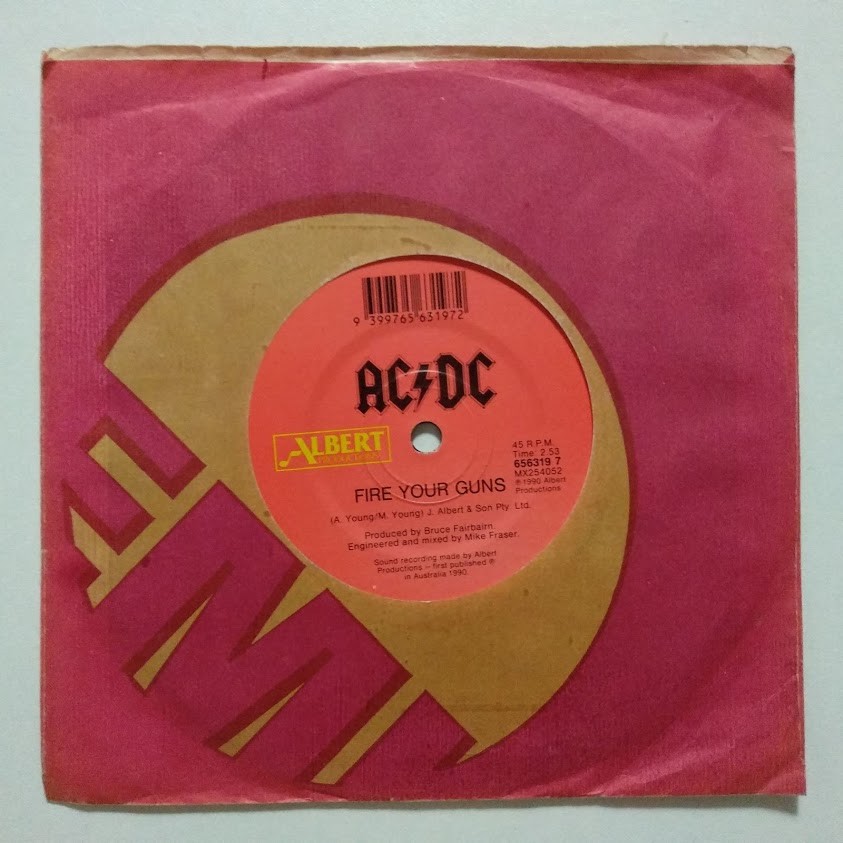 9 399765 631972
AC DC
ALBERT
PRODUCTIONS
45 R.P.M.
Time: 2.53
656319 7
MX254052
℗ 1990 Albert
Productions
FIRE YOUR GUNS
(A. Young/M. Young) J. Albert & Son Pty. Ltd.
Produced by Bruce Fairbairn.
Engineered and mixed by Mike Fraser.
Sound recording made by Albert
Productions – first published ℗
in Australia 1990.